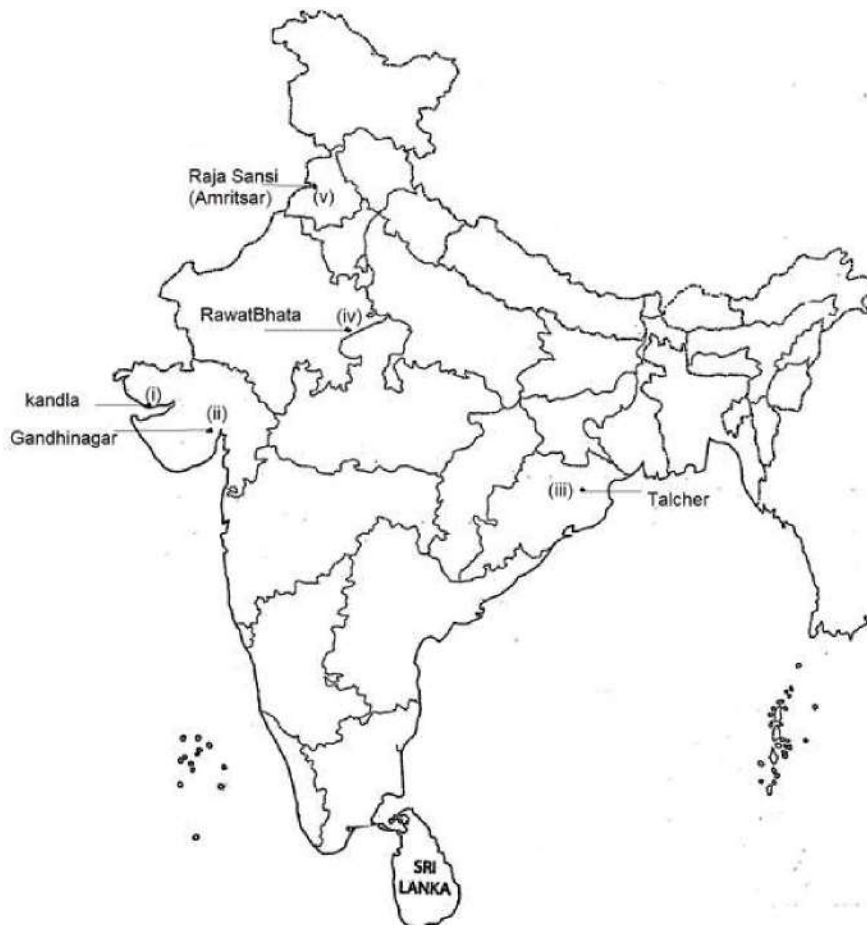 Raja Sansi
(Amritsar)
(v)
RawatBhata
(iv)
kandla
(i)
(ii)
Gandhinagar
(iii)
Talcher
SRI
LANKA